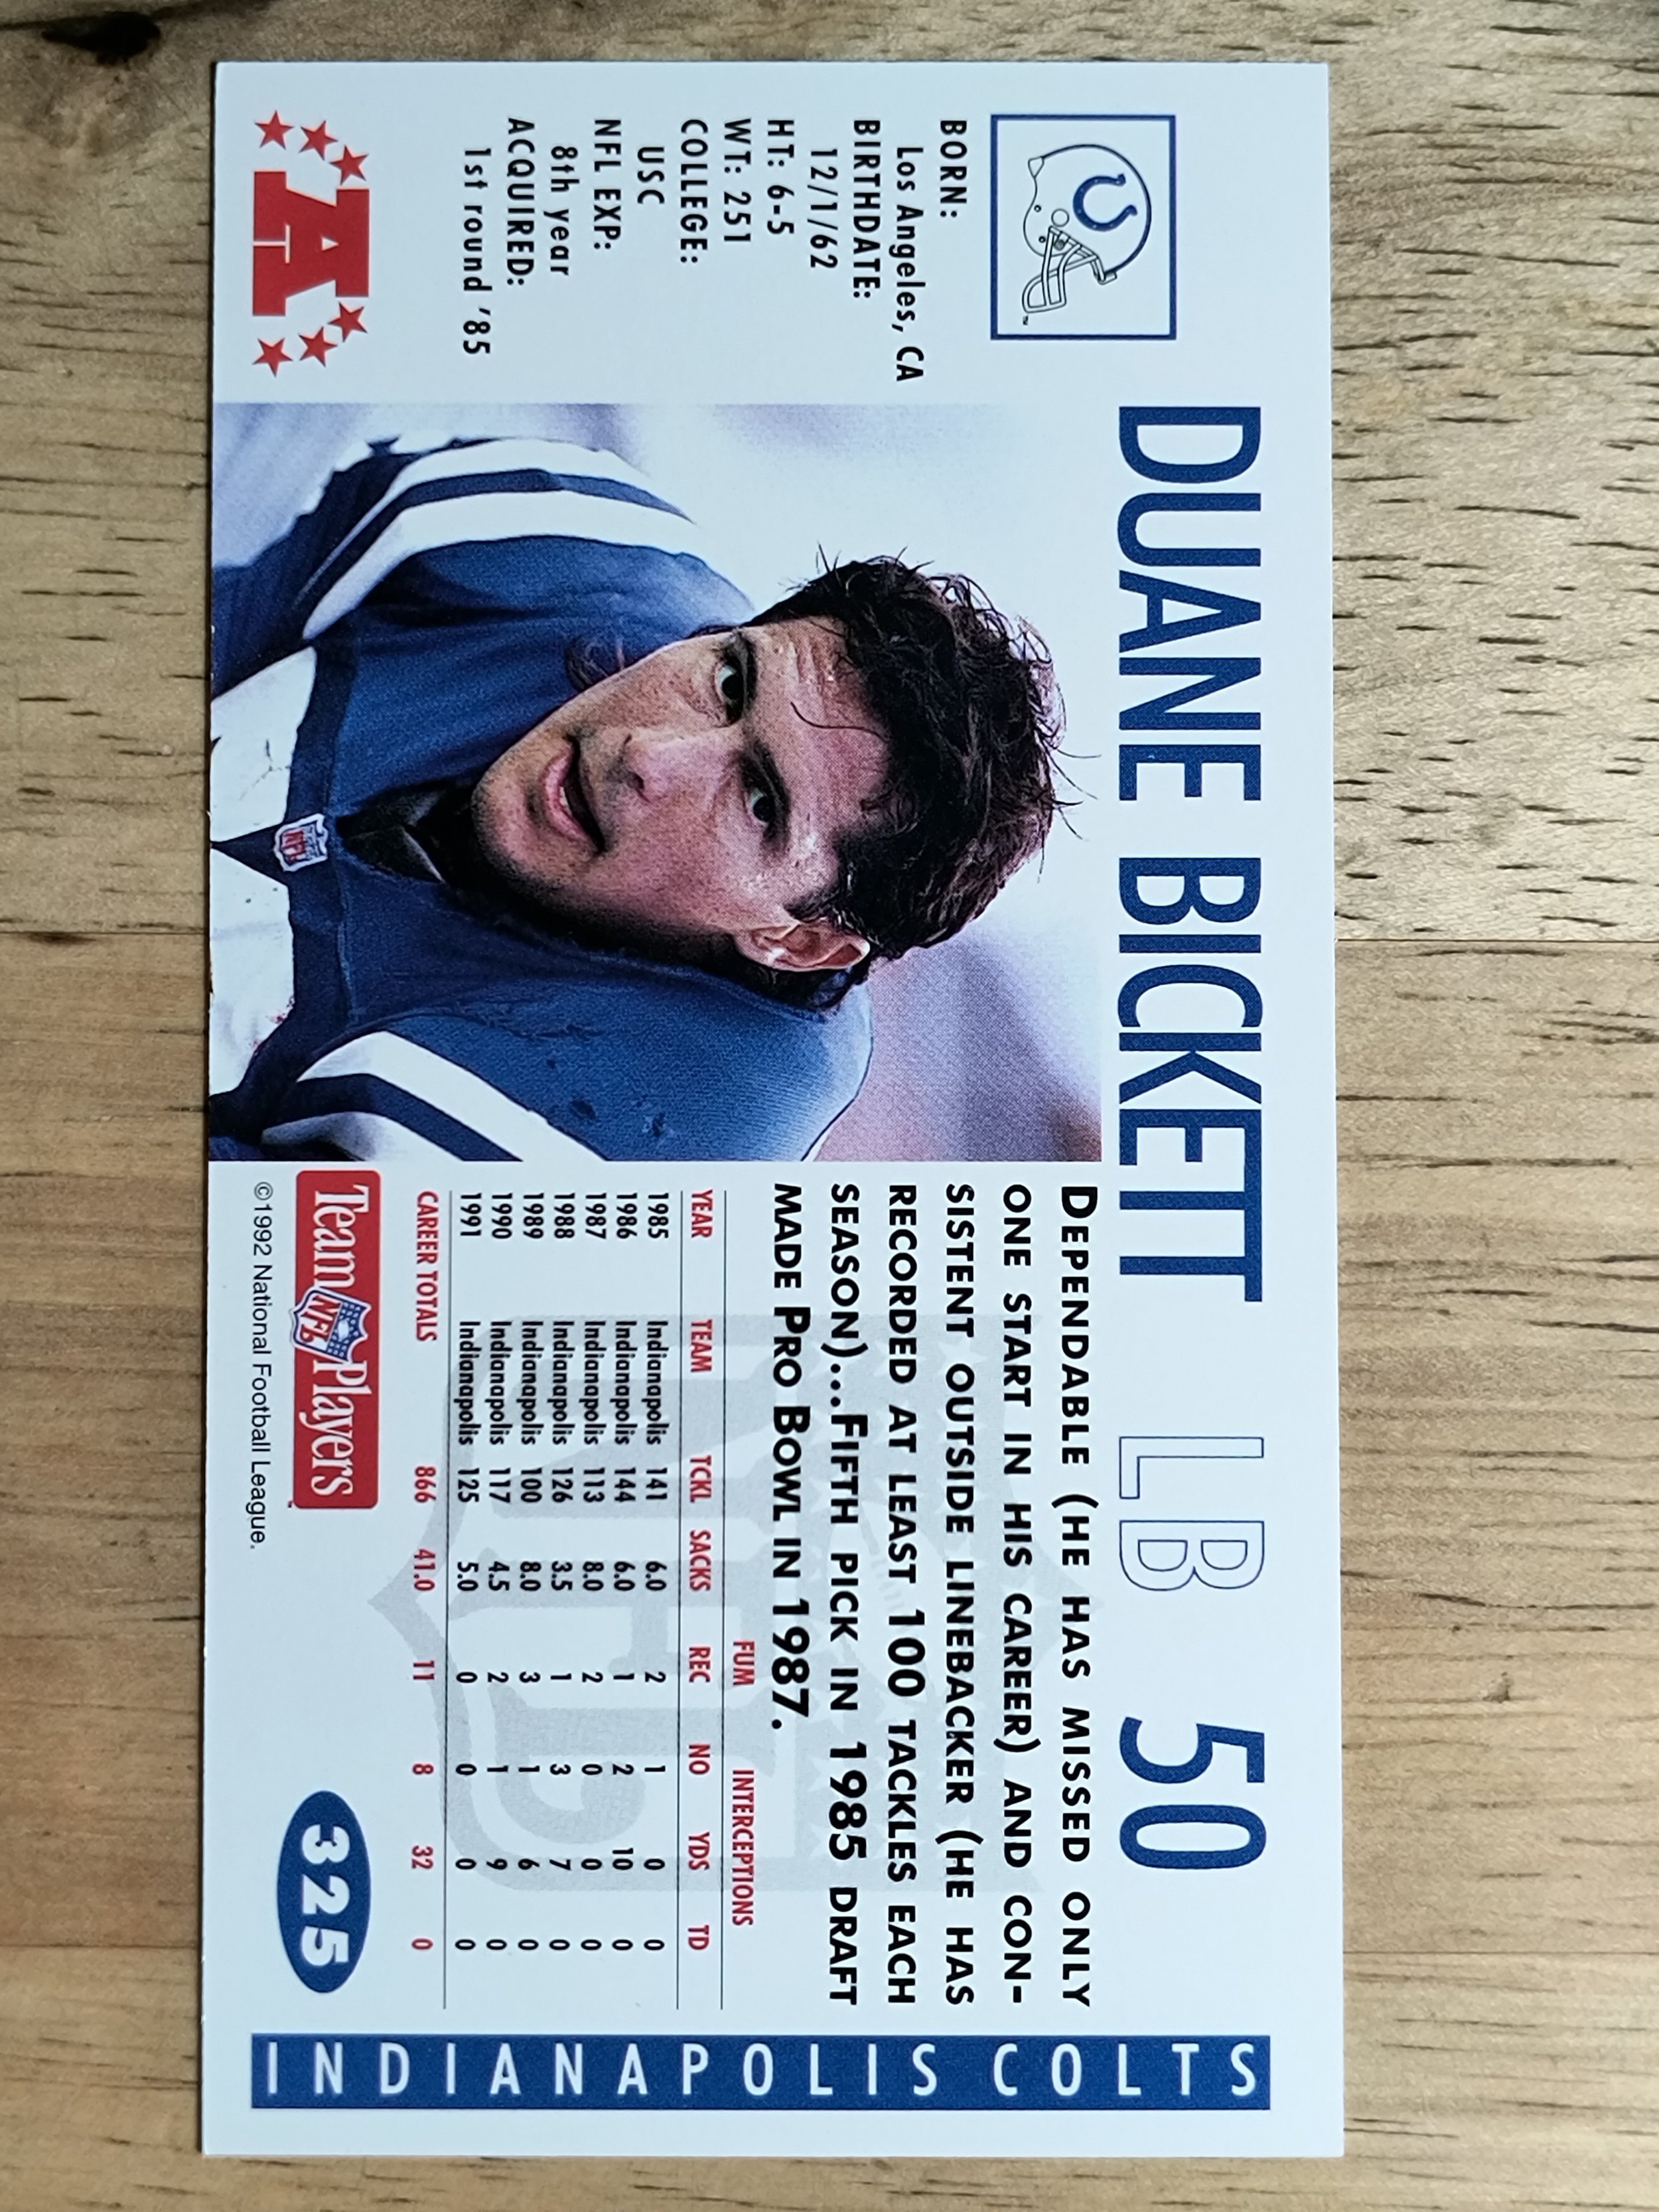 DUANE BICKETT LB 50
BORN:
Los Angeles, CA
BIRTHDATE:
12/1/62
HT: 6-5
WT: 251
COLLEGE:
USC
NFL EXP:
8th year
ACQUIRED:
1st round '85
A
NFL
DEPENDABLE (HE HAS MISSED ONLY
ONE START IN HIS CAREER) AND CON-
SISTENT OUTSIDE LINEBACKER (HE HAS
RECORDED AT LEAST 100 TACKLES EACH
SEASON)...FIFTH PICK IN 1985 DRAFT
MADE PRO BOWL IN 1987.
FUM INTERCEPTIONS
YEAR TEAM TCKL SACKS REC NO YDS TD
1985 Indianapolis 141 6.0 2 1 0 0
1986 Indianapolis 144 6.0 1 2 10 0
1987 Indianapolis 113 8.0 2 0 0 0
1988 Indianapolis 126 3.5 1 3 7 0
1989 Indianapolis 100 8.0 3 1 6 0
1990 Indianapolis 117 4.5 2 1 9 0
1991 Indianapolis 125 5.0 0 0 0 0
CAREER TOTALS 866 41.0 11 8 32 0
Team NFL Players
©1992 National Football League.
325
INDIANAPOLIS COLTS